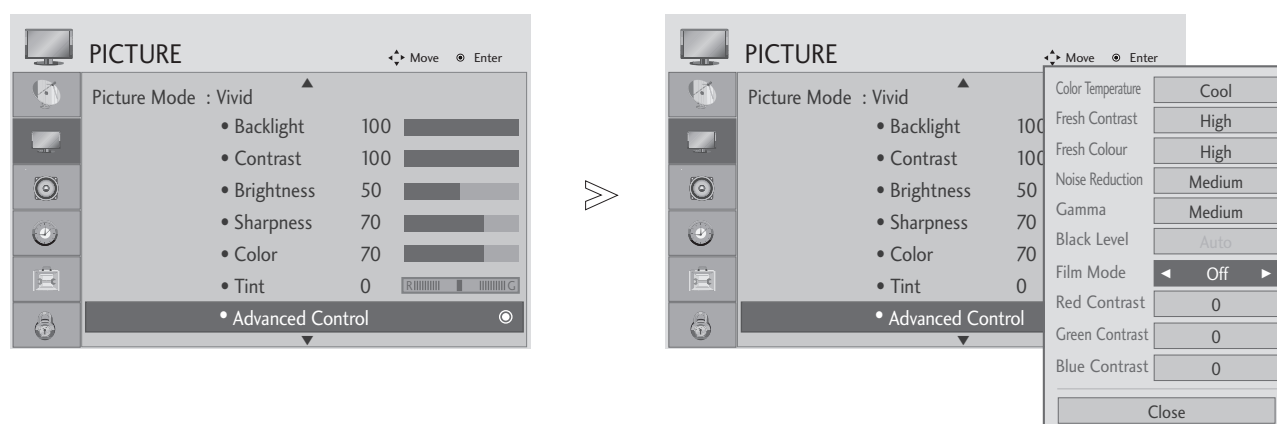 PICTURE
Move Enter
Picture Mode : Vivid
• Backlight 100
• Contrast 100
• Brightness 50
• Sharpness 70
• Color 70
• Tint 0 R G
• Advanced Control
PICTURE
Move Enter
Picture Mode : Vivid
• Backlight 100
• Contrast 100
• Brightness 50
• Sharpness 70
• Color 70
• Tint 0
• Advanced Control
Color Temperature Cool
Fresh Contrast High
Fresh Colour High
Noise Reduction Medium
Gamma Medium
Black Level Auto
Film Mode ◄ Off ►
Red Contrast 0
Green Contrast 0
Blue Contrast 0
Close